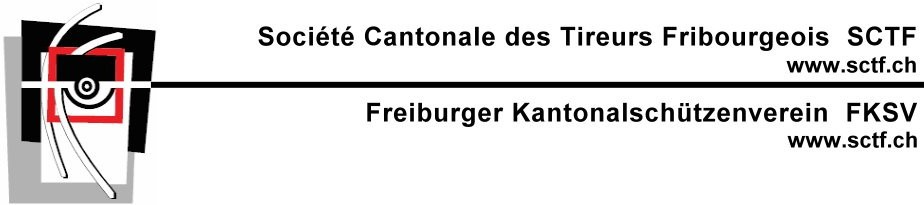 Société Cantonale des Tireurs Fribourgeois SCTF
www.sctf.ch
Freiburger Kantonalschützenverein FKSV
www.sctf.ch